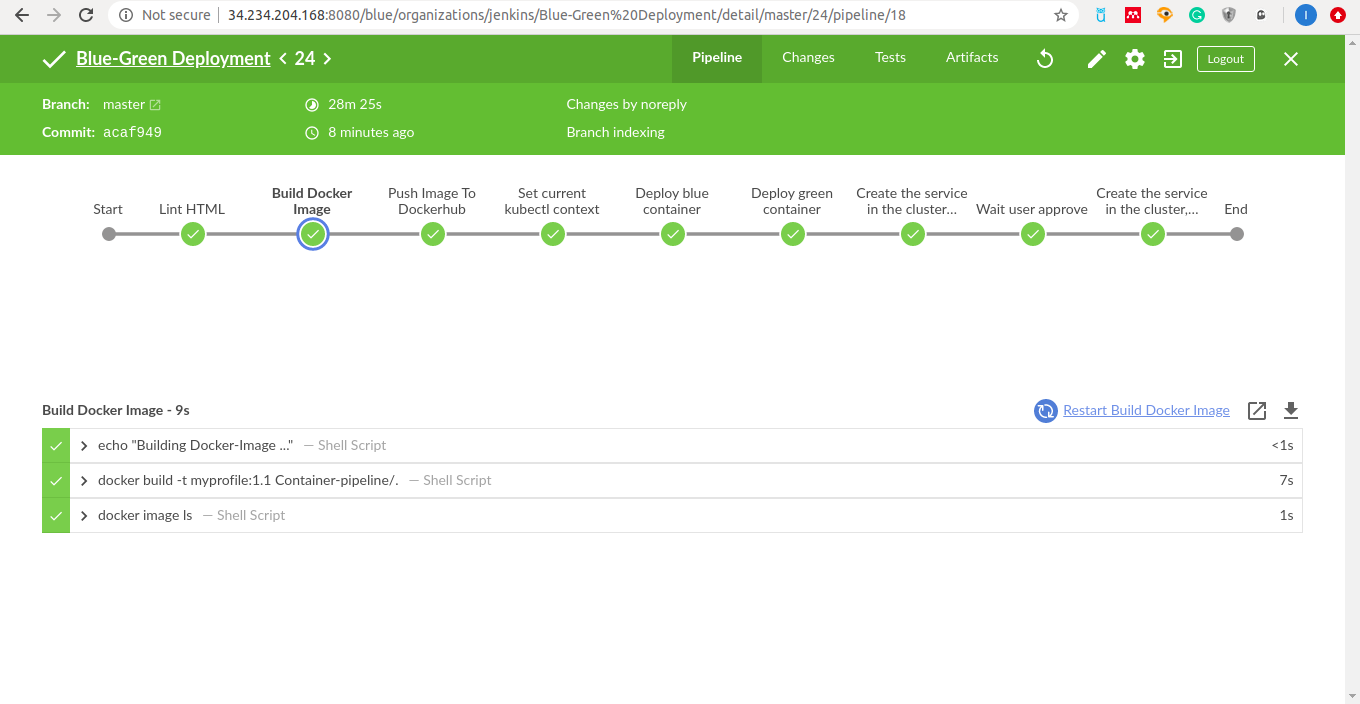 Not secure 34.234.204.168:8080/blue/organizations/jenkins/Blue-Green%20Deployment/detail/master/24/pipeline/18
Blue-Green Deployment < 24 > Pipeline Changes Tests Artifacts Logout
Branch: master 28m 25s Changes by noreply
Commit: acaf949 8 minutes ago Branch indexing
Start
Lint HTML
Build Docker
Image
Push Image To
Dockerhub
Set current
kubectl context
Deploy blue
container
Deploy green
container
Create the service
in the cluster...
Wait user approve
Create the service
in the cluster,...
End
Build Docker Image - 9s Restart Build Docker Image
echo "Building Docker-Image ..." — Shell Script <1s
docker build -t myprofile:1.1 Container-pipeline/. — Shell Script 7s
docker image ls — Shell Script 1s